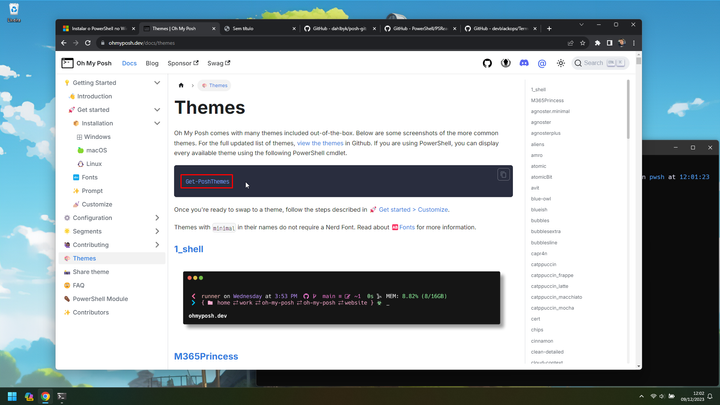 Instalar o PowerShell no Wi
Themes | Oh My Posh
Sem título
GitHub - dahlbyk/posh-git
GitHub - PowerShell/PSRea
GitHub - devblackops/Term
ohmyposh.dev/docs/themes
Oh My Posh
Docs
Blog
Sponsor
Swag
Search
K
Getting Started
Introduction
Get started
Installation
Windows
macOS
Linux
Fonts
Prompt
Customize
Configuration
Segments
Contributing
Themes
Share theme
FAQ
PowerShell Module
Contributors
Themes
Themes
Oh My Posh comes with many themes included out-of-the-box. Below are some screenshots of the more common
themes. For the full updated list of themes, view the themes in Github. If you are using PowerShell, you can display
every available theme using the following PowerShell cmdlet.
Get-PoshThemes
Once you're ready to swap to a theme, follow the steps described in 🚀 Get started > Customize.
Themes with minimal in their names do not require a Nerd Font. Read about 🆎Fonts for more information.
1_shell
runner on Wednesday at 3:53 PM main ~1 0s MEM: 8.82% (8/16GB)
{ home work oh-my-posh oh-my-posh website } _
ohmyposh.dev
M365Princess
1_shell
M365Princess
agnoster.minimal
agnoster
agnosterplus
aliens
amro
atomic
atomicBit
avit
blue-owl
blueish
bubbles
bubblesextra
bubblesline
capr4n
catppuccin
catppuccin_frappe
catppuccin_latte
catppuccin_macchiato
catppuccin_mocha
cert
chips
cinnamon
clean-detailed
cloud-context
n pwsh at 12:01:23
12:02
09/12/2023